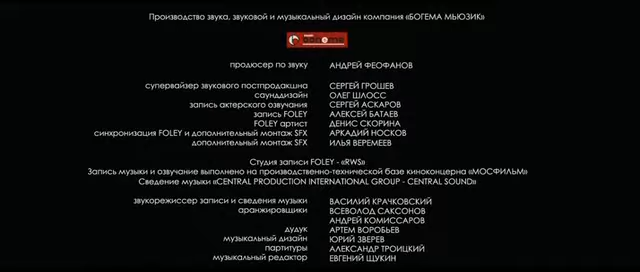 Производство звука, звуковой и музыкальный дизайн компания «БОГЕМА МЬЮЗИК»
продюсер по звуку АНДРЕЙ ФЕОФАНОВ
супервайзер звукового постпродакшна СЕРГЕЙ ГРОШЕВ
саунддизайн ОЛЕГ ШЛОСС
запись актерского озвучания СЕРГЕЙ АСКАРОВ
запись FOLEY АЛЕКСЕЙ БАТАЕВ
FOLEY артист ДЕНИС СКОРИНА
синхронизация FOLEY и дополнительный монтаж SFX АРКАДИЙ НОСКОВ
дополнительный монтаж SFX ИЛЬЯ ВЕРЕМЕЕВ
Студия записи FOLEY - «RWS»
Запись музыки и озвучание выполнено на производственно-технической базе киноконцерна «МОСФИЛЬМ»
Сведение музыки «CENTRAL PRODUCTION INTERNATIONAL GROUP - CENTRAL SOUND»
звукорежиссер записи и сведения музыки ВАСИЛИЙ КРАЧКОВСКИЙ
аранжировщики ВСЕВОЛОД САКСОНОВ
АНДРЕЙ КОМИССАРОВ
дудук АРТЕМ ВОРОБЬЕВ
музыкальный дизайн ЮРИЙ ЗВЕРЕВ
партитуры АЛЕКСАНДР ТРОИЦКИЙ
музыкальный редактор ЕВГЕНИЙ ЩУКИН